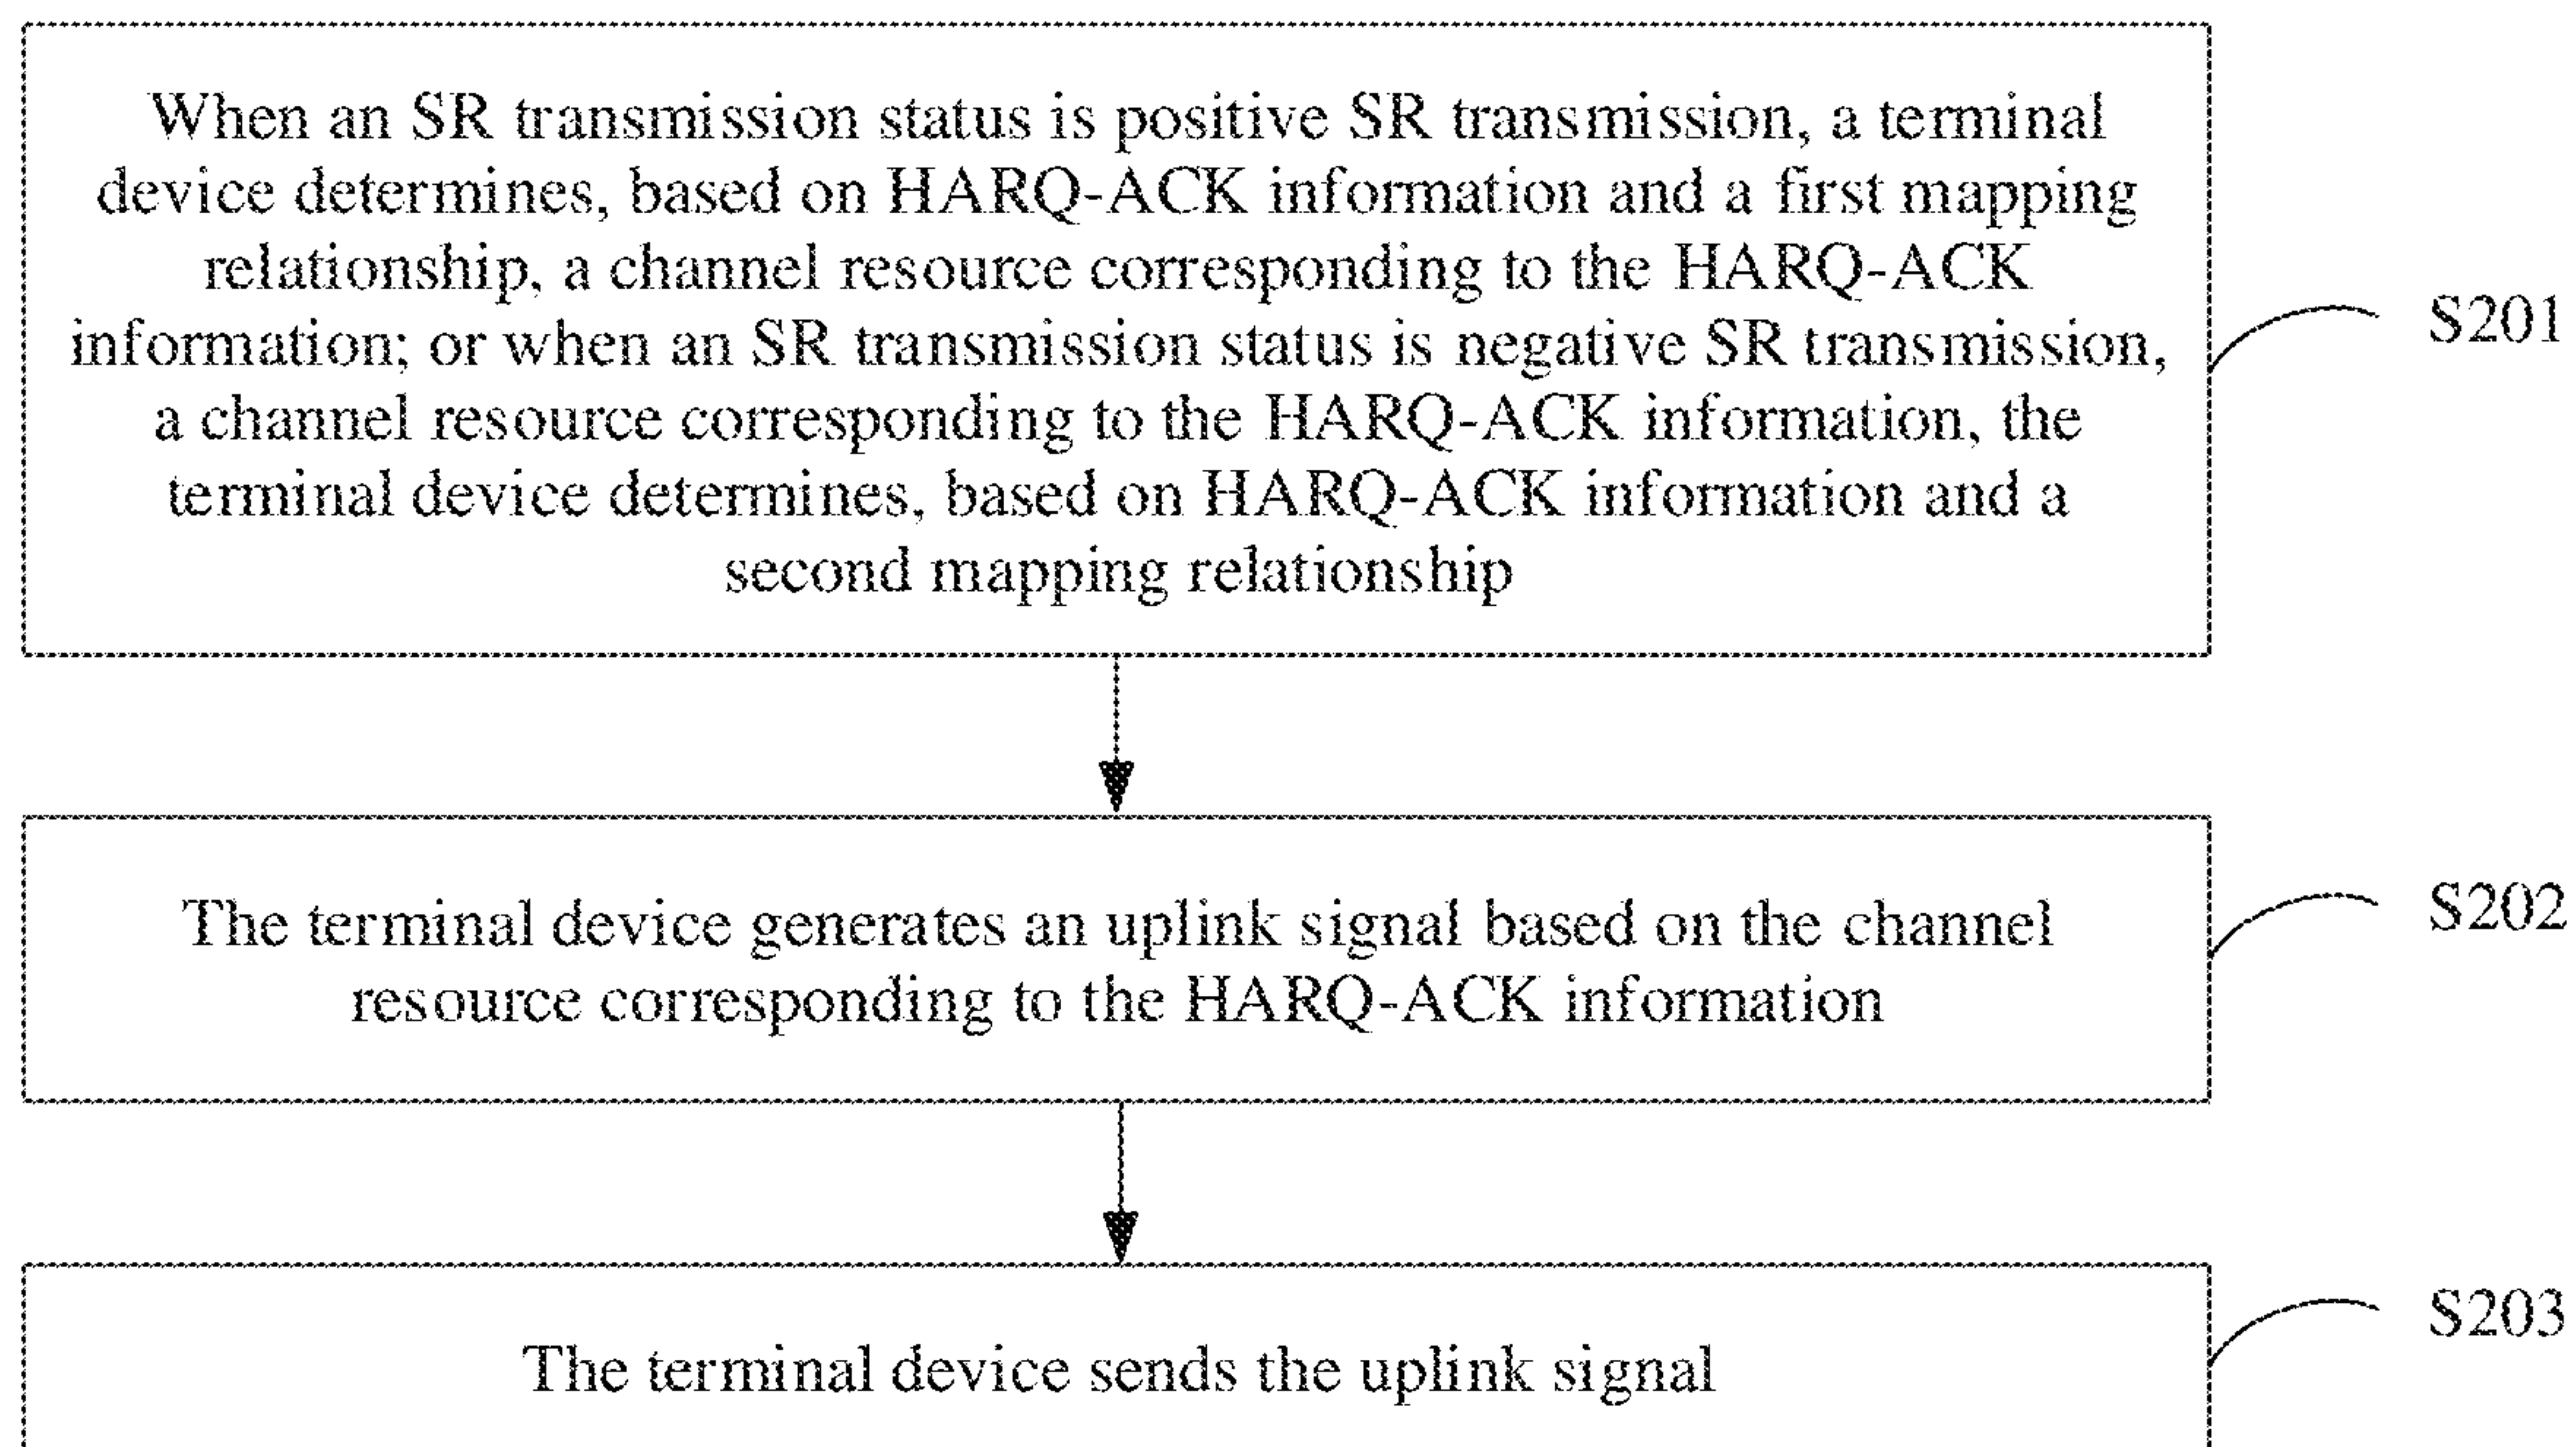 When an SR transmission status is positive SR transmission, a terminal
device determines, based on HARQ-ACK information and a first mapping
relationship, a channel resource corresponding to the HARQ-ACK
information; or when an SR transmission status is negative SR transmission,
a channel resource corresponding to the HARQ-ACK information, the
terminal device determines, based on HARQ-ACK information and a
second mapping relationship
S201
The terminal device generates an uplink signal based on the channel
resource corresponding to the HARQ-ACK information
S202
The terminal device sends the uplink signal
S203